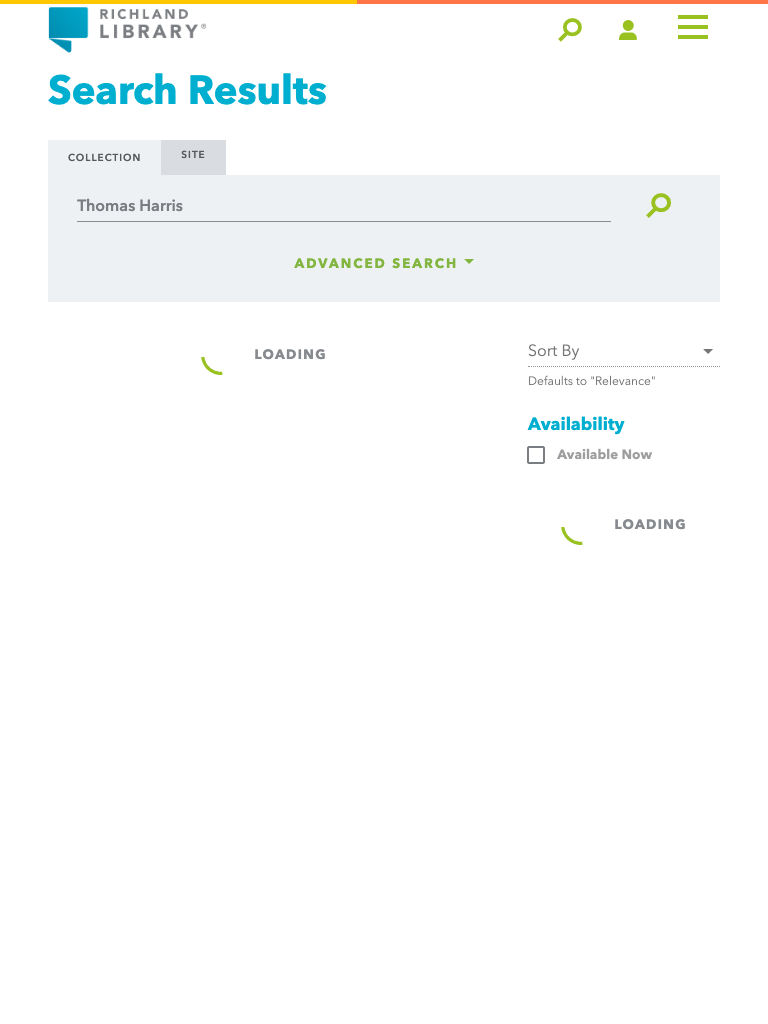 RICHLAND
LIBRARY®
Search Results
COLLECTION
SITE
Thomas Harris
ADVANCED SEARCH
LOADING
Sort By
Defaults to "Relevance"
Availability
Available Now
LOADING